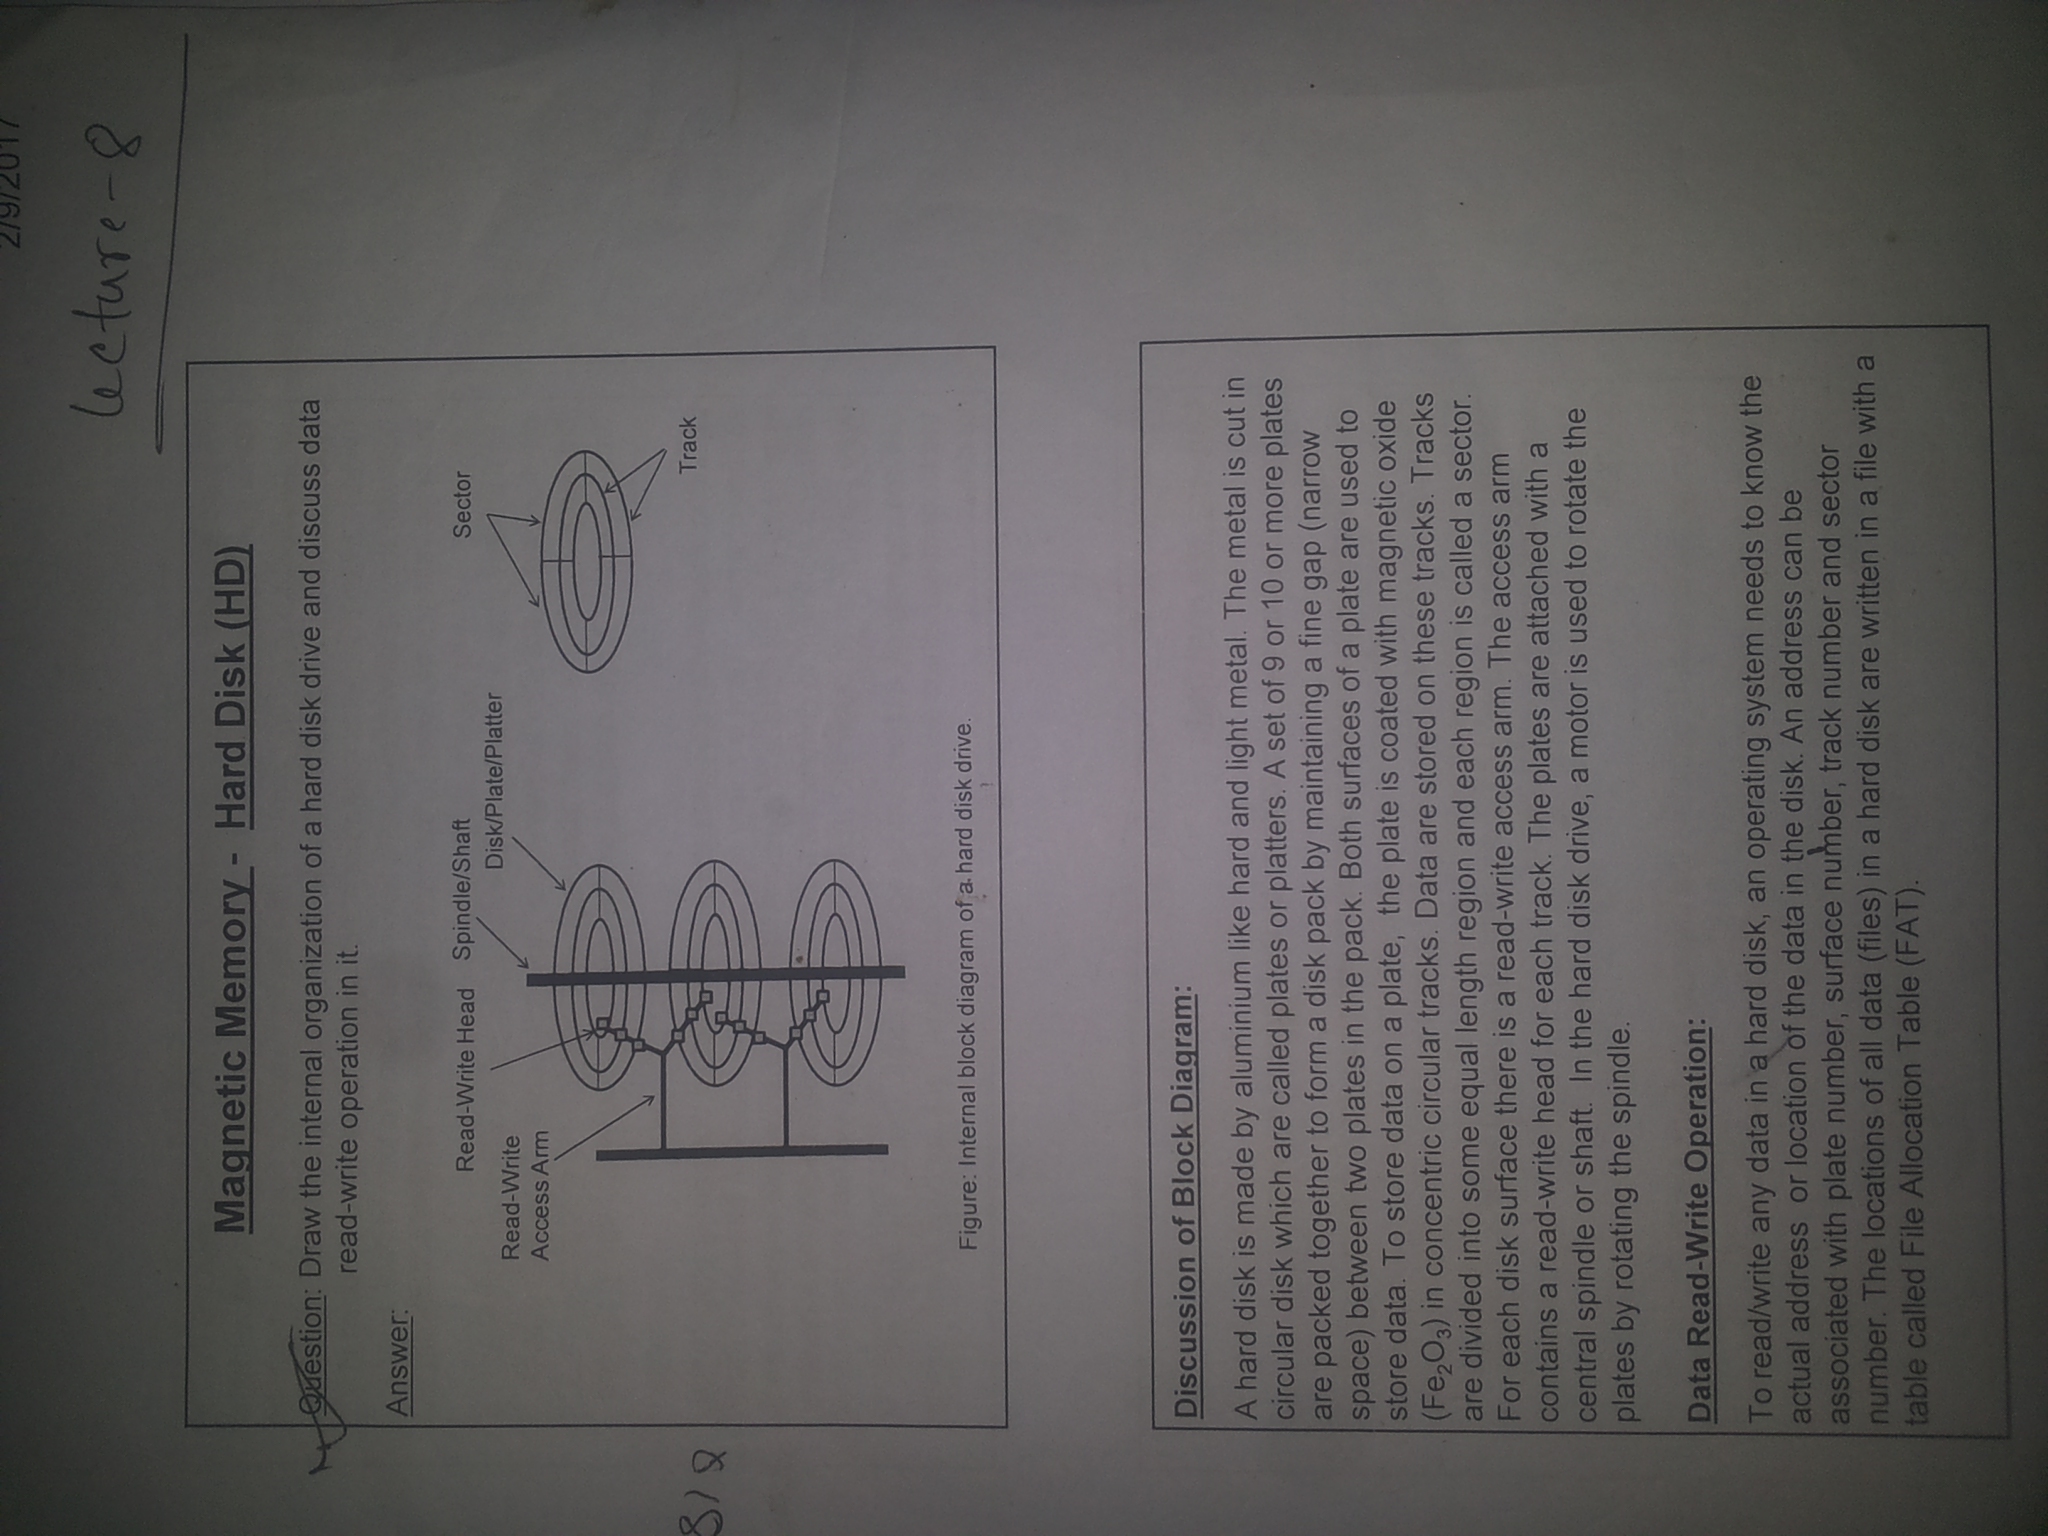 2/9/2017
lecture-8
Magnetic Memory - Hard Disk (HD)
Question: Draw the internal organization of a hard disk drive and discuss data
read-write operation in it.
Answer:
Read-Write Head
Spindle/Shaft
Disk/Plate/Platter
Read-Write
Access Arm
Sector
Track
Figure: Internal block diagram of a hard disk drive.
Discussion of Block Diagram:
A hard disk is made by aluminium like hard and light metal. The metal is cut in
circular disk which are called plates or platters. A set of 9 or 10 or more plates
are packed together to form a disk pack by maintaining a fine gap (narrow
space) between two plates in the pack. Both surfaces of a plate are used to
store data. To store data on a plate, the plate is coated with magnetic oxide
(Fe₂O₃) in concentric circular tracks. Data are stored on these tracks. Tracks
are divided into some equal length region and each region is called a sector.
For each disk surface there is a read-write access arm. The access arm
contains a read-write head for each track. The plates are attached with a
central spindle or shaft. In the hard disk drive, a motor is used to rotate the
plates by rotating the spindle.
Data Read-Write Operation:
To read/write any data in a hard disk, an operating system needs to know the
actual address or location of the data in the disk. An address can be
associated with plate number, surface number, track number and sector
number. The locations of all data (files) in a hard disk are written in a file with a
table called File Allocation Table (FAT).